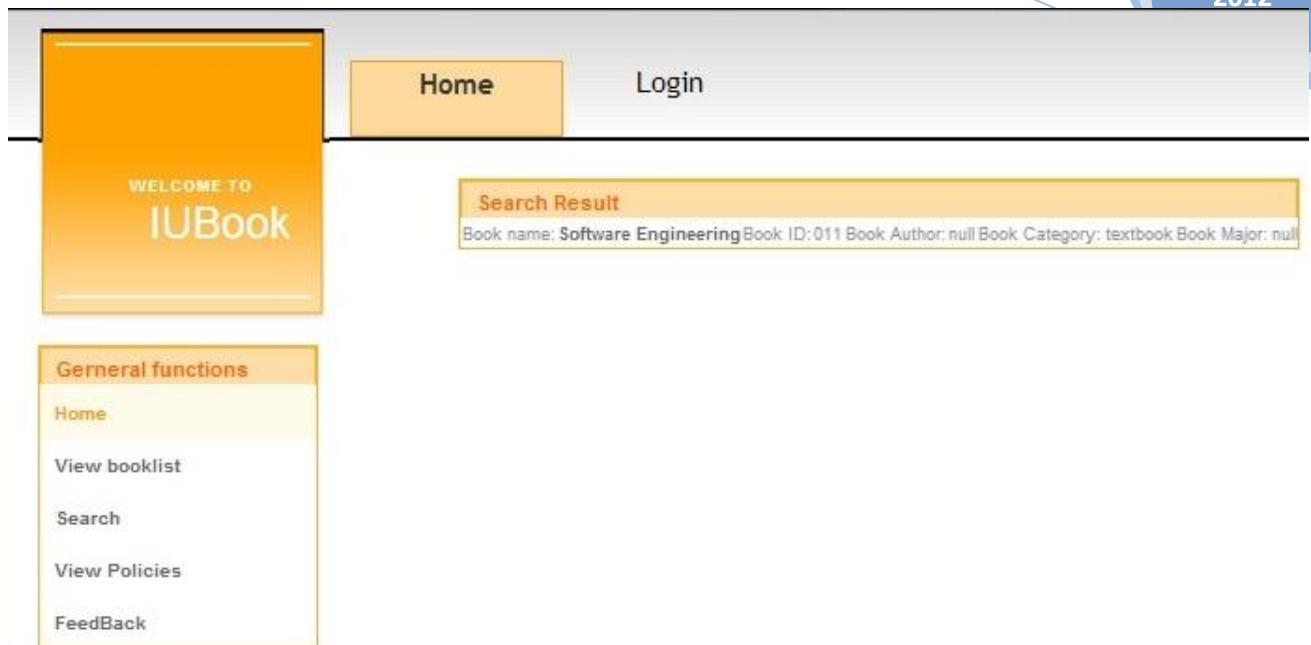 2012
Home
Login
WELCOME TO
IUBook
Search Result
Book name: Software Engineering Book ID: 011 Book Author: null Book Category: textbook Book Major: null
Gerneral functions
Home
View booklist
Search
View Policies
FeedBack